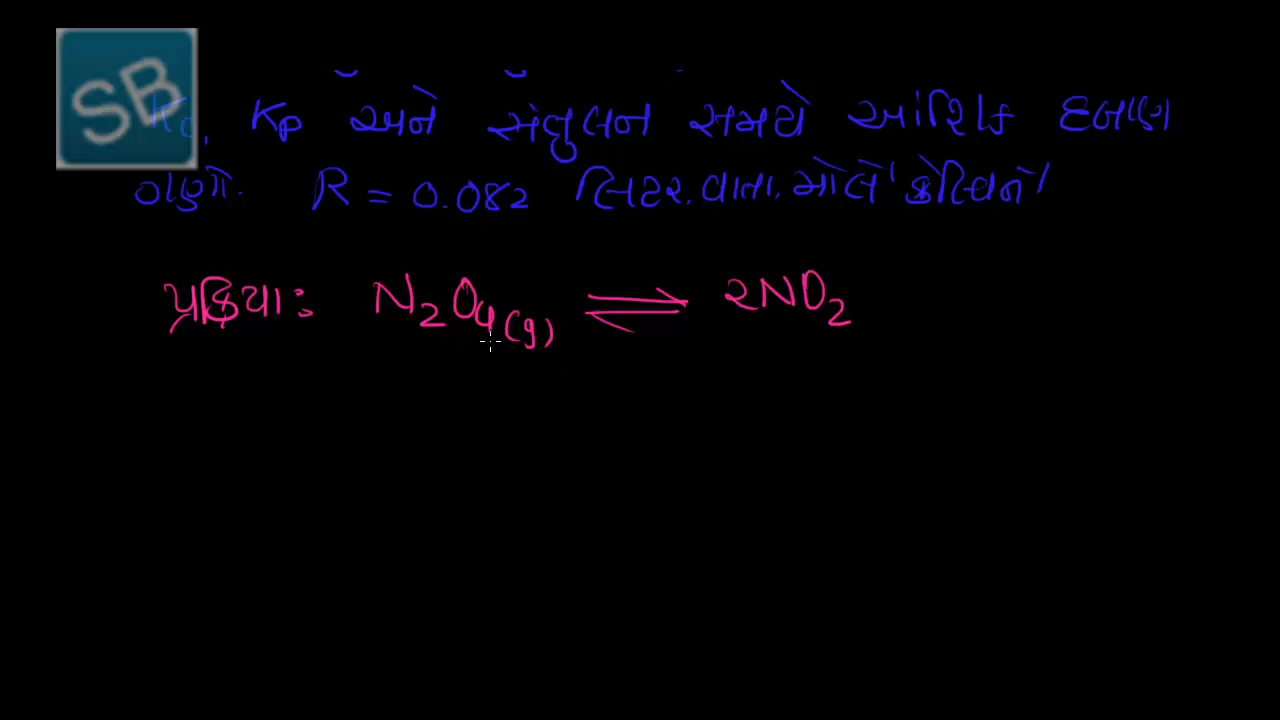 SB
Kc, Kp અને સંતુલન સમયે આંશિક દબાણ
ગણો. R = 0.082 લિટર.વાતા.મોલ⁻¹ કેલ્વિન⁻¹
પ્રક્રિયા: N₂O₄(g) ⇌ 2NO₂